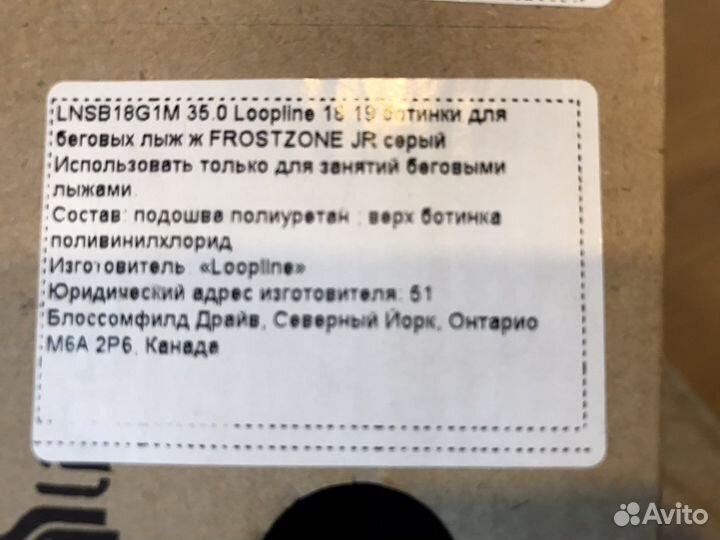 LNSB18G1M 35.0 Loopline 18 19 ботинки для
беговых лыж ж FROSTZONE JR серый
Использовать только для занятий беговыми
лыжами.
Состав: подошва полиуретан ; верх ботинка
поливинилхлорид
Изготовитель: «Loopline»
Юридический адрес изготовителя: 51
Блоссомфилд Драйв, Северный Йорк, Онтарио
M6A 2P6, Канада
Avito